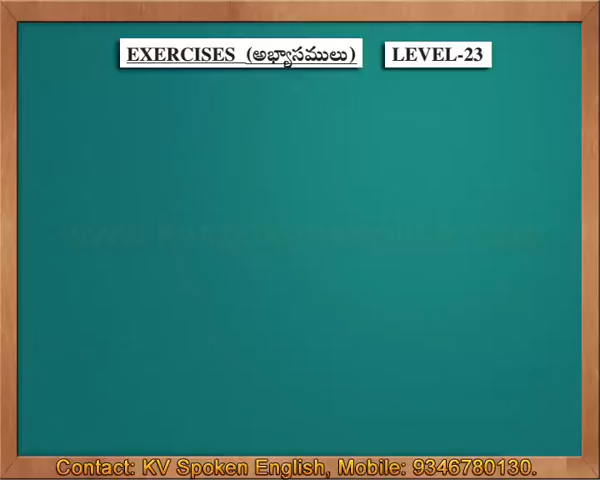 EXERCISES (అభ్యాసములు) LEVEL-23
Contact: KV Spoken English, Mobile: 9346780130.